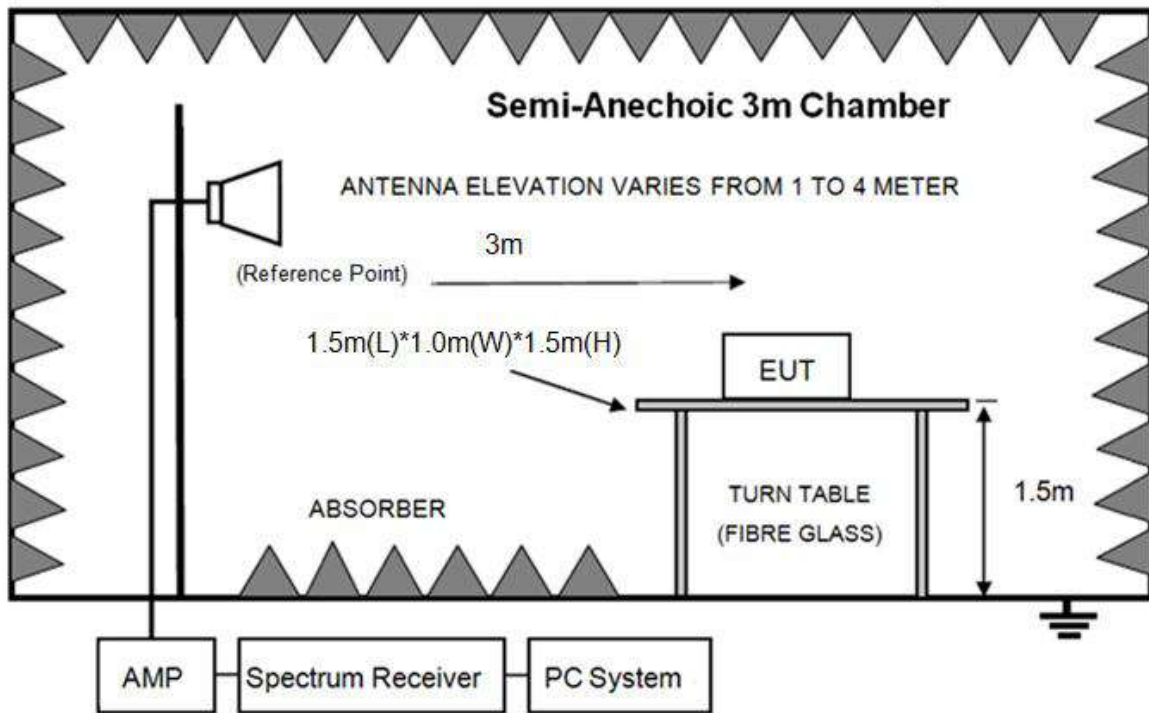 Semi-Anechoic 3m Chamber
ANTENNA ELEVATION VARIES FROM 1 TO 4 METER
3m
(Reference Point)
1.5m(L)*1.0m(W)*1.5m(H)
EUT
1.5m
TURN TABLE
(FIBRE GLASS)
ABSORBER
AMP
Spectrum Receiver
PC System